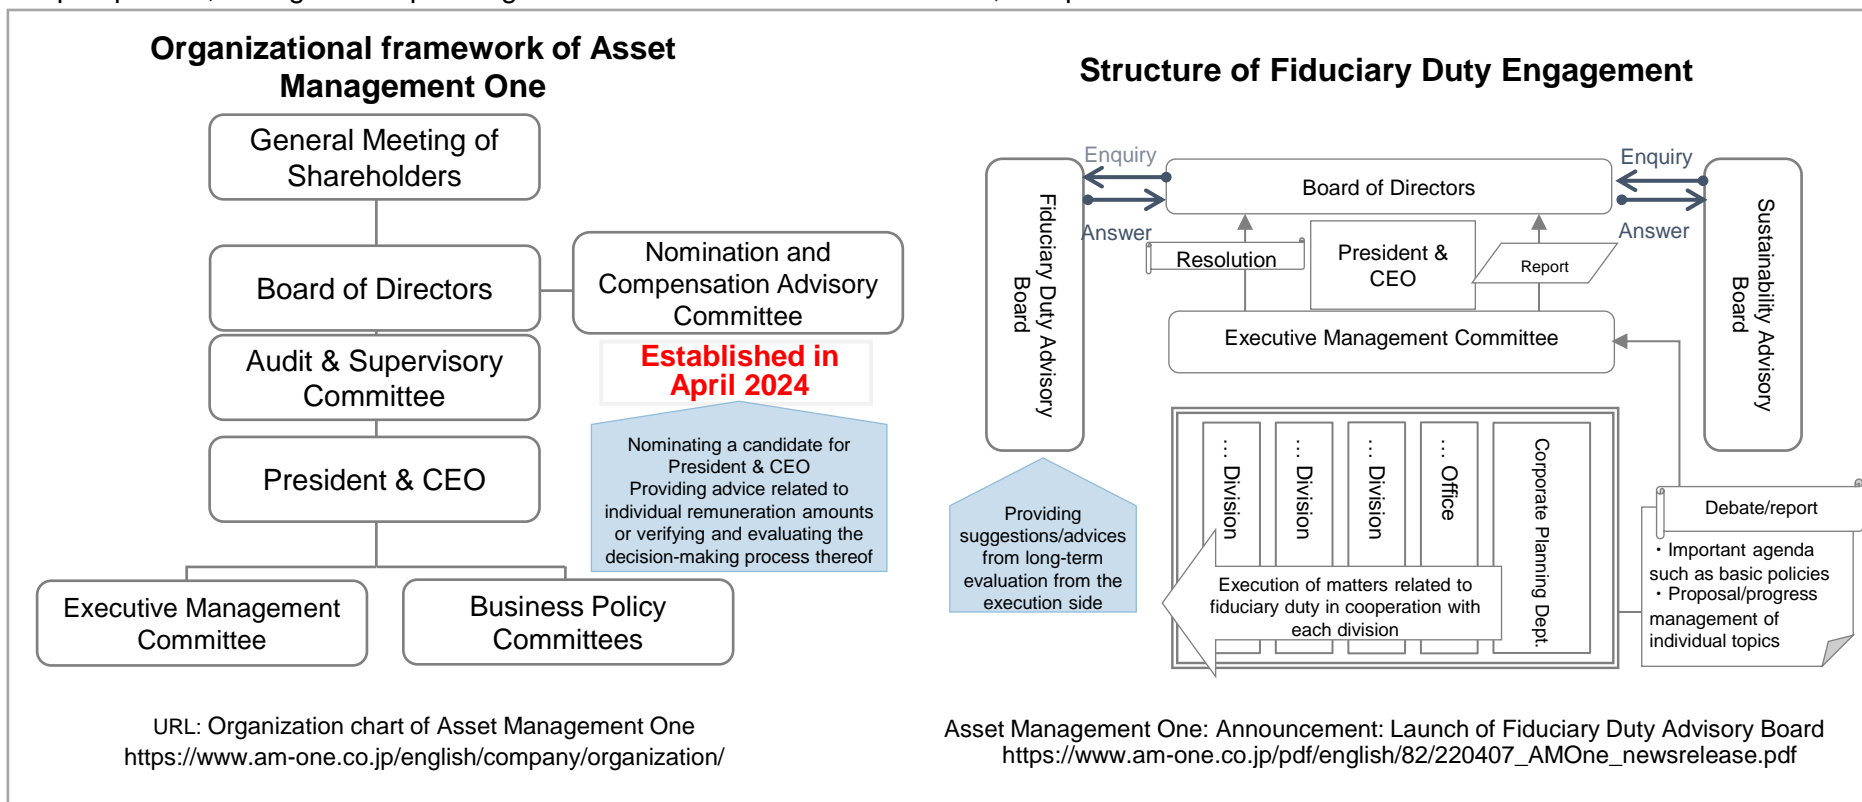 Organizational framework of Asset
Management One
General Meeting of
Shareholders
Board of Directors
Nomination and
Compensation Advisory
Committee
Established in
April 2024
Audit & Supervisory
Committee
President & CEO
Nominating a candidate for
President & CEO
Providing advice related to
individual remuneration amounts
or verifying and evaluating the
decision-making process thereof
Executive Management
Committee
Business Policy
Committees
URL: Organization chart of Asset Management One
https://www.am-one.co.jp/english/company/organization/
Structure of Fiduciary Duty Engagement
Fiduciary Duty Advisory
Board
Enquiry
Answer
Board of Directors
Enquiry
Answer
Sustainability Advisory
Board
Resolution
President &
CEO
Report
Executive Management Committee
… Division
… Division
… Division
… Office
Corporate Planning Dept.
Execution of matters related to
fiduciary duty in cooperation with
each division
Providing
suggestions/advices
from long-term
evaluation from the
execution side
Debate/report
・Important agenda
such as basic policies
・Proposal/progress
management of
individual topics
Asset Management One: Announcement: Launch of Fiduciary Duty Advisory Board
https://www.am-one.co.jp/pdf/english/82/220407_AMOne_newsrelease.pdf